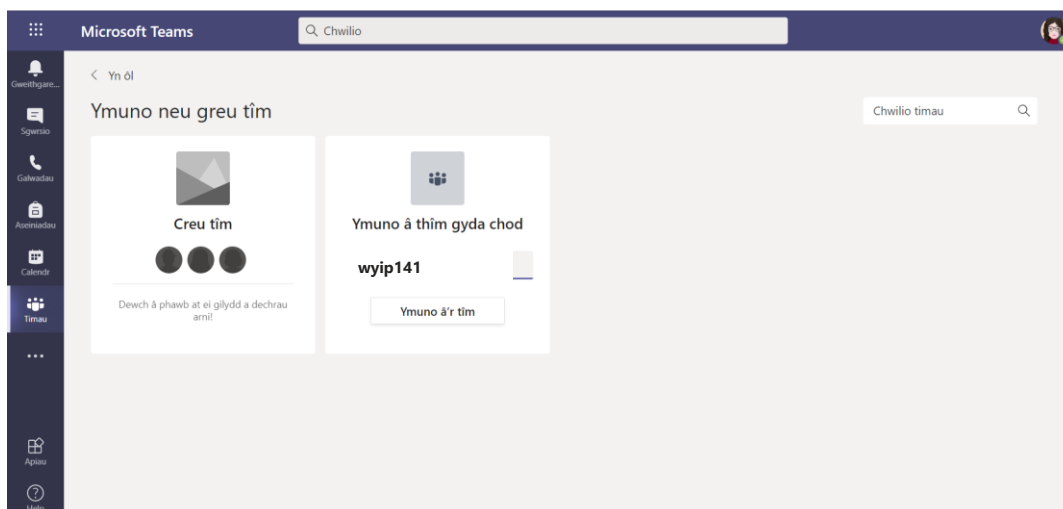 Microsoft Teams
Chwilio
Gweithgare...
Sgwrsio
Galwadau
Aseiniadau
Calendr
Timau
Apiau
Help
Yn ôl
Ymuno neu greu tîm
Chwilio timau
Creu tîm
Dewch â phawb at ei gilydd a dechrau
arni!
Ymuno â thîm gyda chod
wyip141
Ymuno â'r tîm